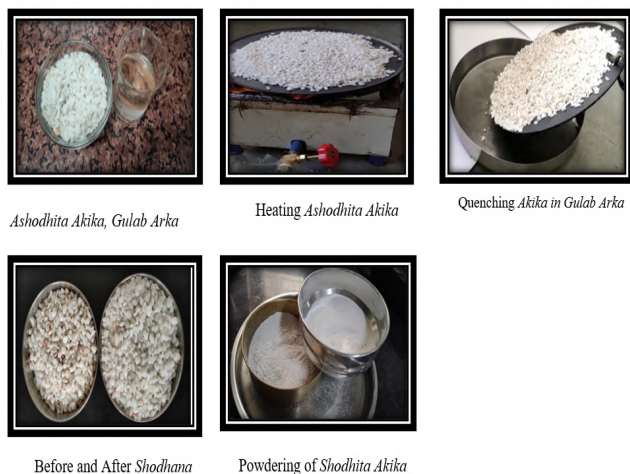 Ashodhita Akika, Gulab Arka
Heating Ashodhita Akika
Quenching Akika in Gulab Arka
Before and After Shodhana
Powdering of Shodhita Akika